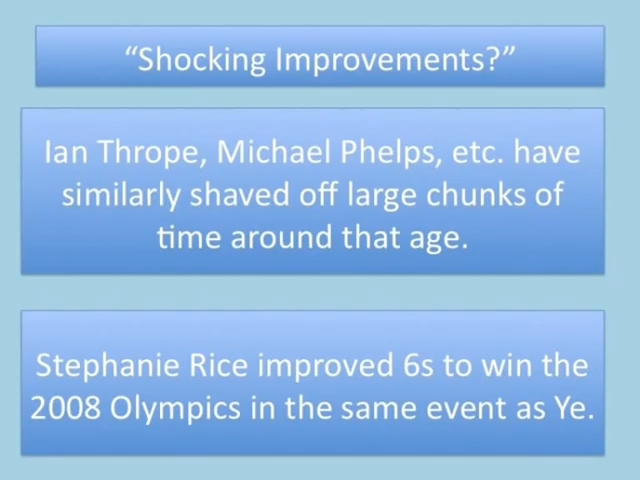 “Shocking Improvements?”
Ian Thrope, Michael Phelps, etc. have
similarly shaved off large chunks of
time around that age.
Stephanie Rice improved 6s to win the
2008 Olympics in the same event as Ye.